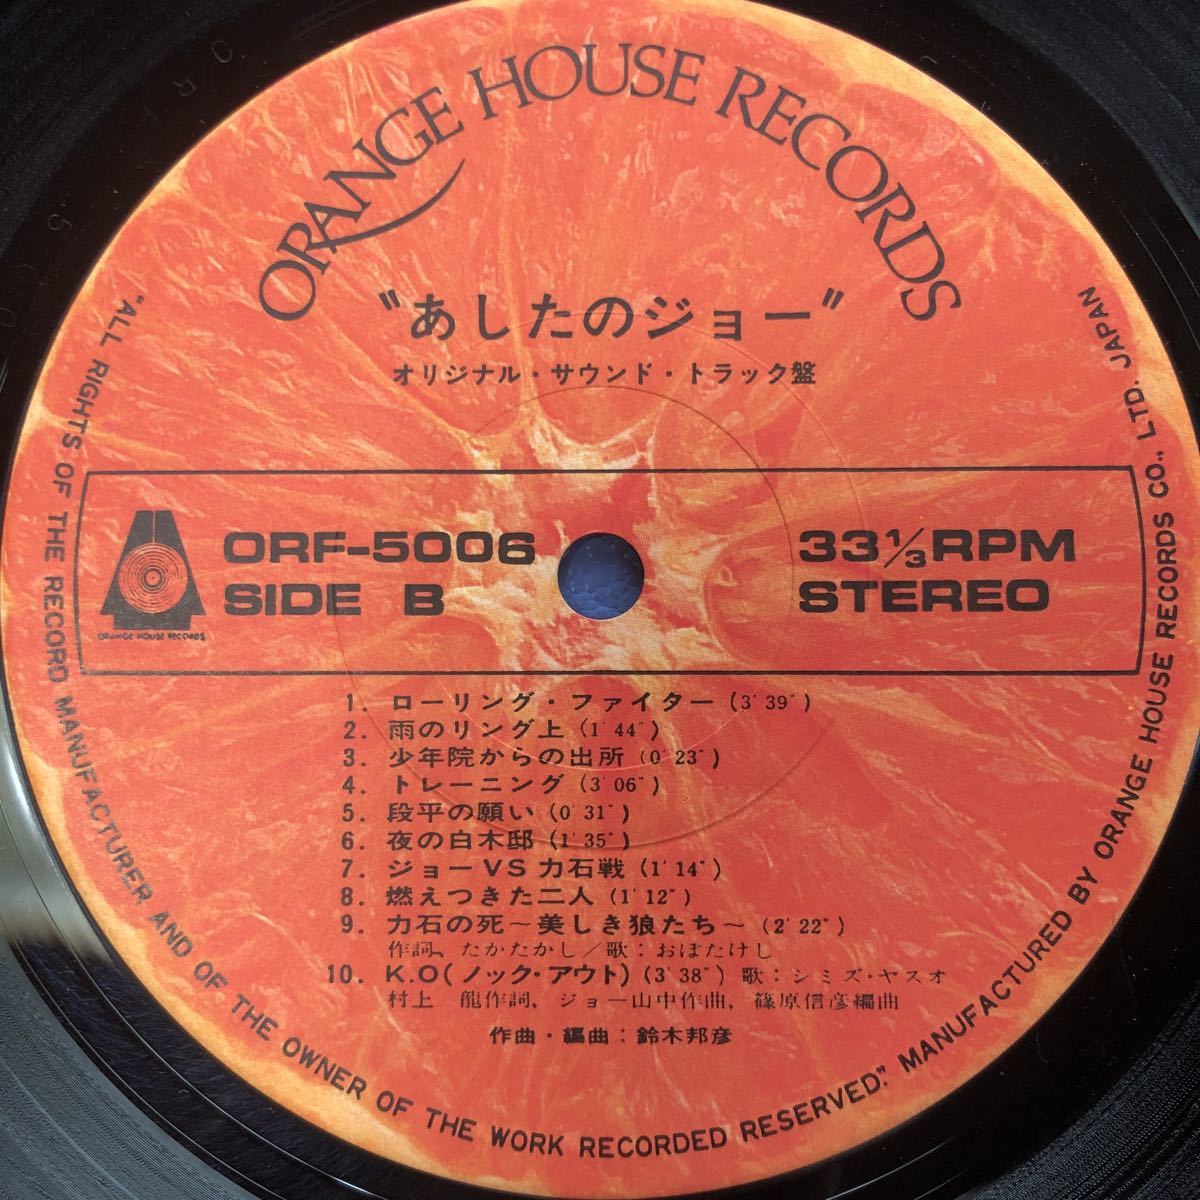 ORANGE HOUSE RECORDS
"あしたのジョー"
オリジナル・サウンド・トラック盤
ORANGE HOUSE RECORDS
ORF-5006
SIDE B
33 1/3 RPM
STEREO
1. ローリング・ファイター (3′39″)
2. 雨のリング上 (1′44″)
3. 少年院からの出所 (0′23″)
4. トレーニング (3′06″)
5. 段平の願い (0′31″)
6. 夜の白木邸 (1′35″)
7. ジョーVS力石戦 (1′14″)
8. 燃えつきた二人 (1′12″)
9. 力石の死～美しき狼たち～ (2′22″)
作詞、たかたかし／歌：おぼたけし
10. K.O(ノック・アウト) (3′38″) 歌：シミズ・ヤスオ
村上 龍作詞, ジョー山中作曲, 篠原信彦編曲
作曲・編曲：鈴木邦彦
"ALL RIGHTS OF THE RECORD MANUFACTURER AND OF THE OWNER OF THE WORK RECORDED RESERVED." MANUFACTURED BY ORANGE HOUSE RECORDS CO., LTD. JAPAN